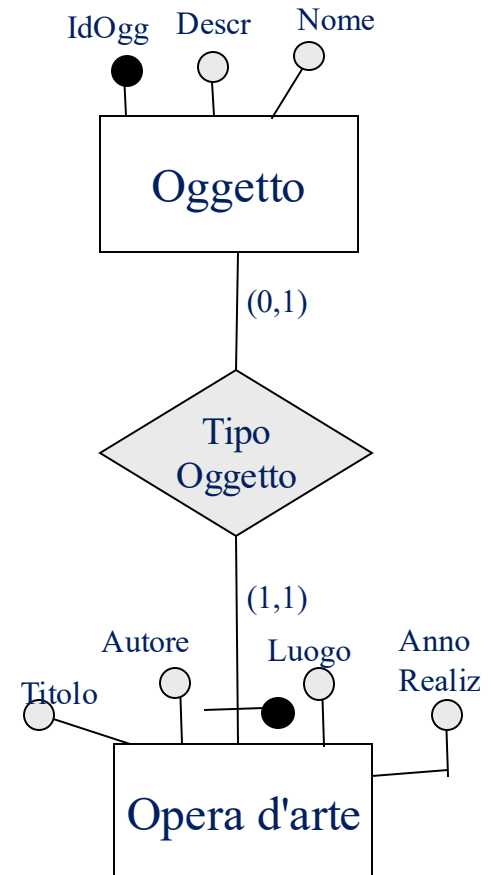 IdOgg
Descr
Nome
Oggetto
(0,1)
Tipo
Oggetto
(1,1)
Autore
Luogo
Anno
Realiz
Titolo
Opera d'arte